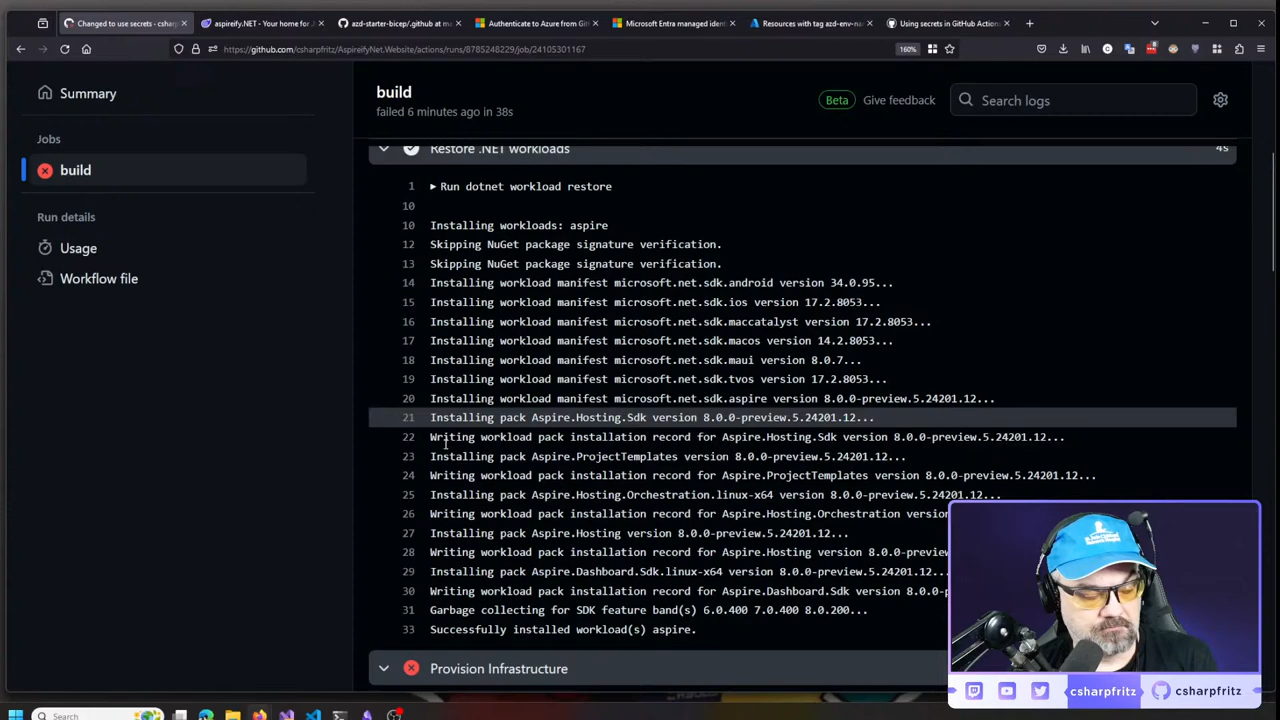 Changed to use secrets · csharp
aspireify.NET - Your home for .
azd-starter-bicep/.github at m
Authenticate to Azure from Git
Microsoft Entra managed ident
Resources with tag azd-env-na
Using secrets in GitHub Action
https://github.com/csharpfritz/AspireifyNet.Website/actions/runs/8785248229/job/24105301167
160%
Summary
Jobs
build
Run details
Usage
Workflow file
build
failed 6 minutes ago in 38s
Beta
Give feedback
Search logs
Restore .NET workloads
4s
1 Run dotnet workload restore
10
10 Installing workloads: aspire
12 Skipping NuGet package signature verification.
13 Skipping NuGet package signature verification.
14 Installing workload manifest microsoft.net.sdk.android version 34.0.95...
15 Installing workload manifest microsoft.net.sdk.ios version 17.2.8053...
16 Installing workload manifest microsoft.net.sdk.maccatalyst version 17.2.8053...
17 Installing workload manifest microsoft.net.sdk.macos version 14.2.8053...
18 Installing workload manifest microsoft.net.sdk.maui version 8.0.7...
19 Installing workload manifest microsoft.net.sdk.tvos version 17.2.8053...
20 Installing workload manifest microsoft.net.sdk.aspire version 8.0.0-preview.5.24201.12...
21 Installing pack Aspire.Hosting.Sdk version 8.0.0-preview.5.24201.12...
22 Writing workload pack installation record for Aspire.Hosting.Sdk version 8.0.0-preview.5.24201.12...
23 Installing pack Aspire.ProjectTemplates version 8.0.0-preview.5.24201.12...
24 Writing workload pack installation record for Aspire.ProjectTemplates version 8.0.0-preview.5.24201.12...
25 Installing pack Aspire.Hosting.Orchestration.linux-x64 version 8.0.0-preview.5.24201.12...
26 Writing workload pack installation record for Aspire.Hosting.Orchestration version
27 Installing pack Aspire.Hosting version 8.0.0-preview.5.24201.12...
28 Writing workload pack installation record for Aspire.Hosting version 8.0.0-preview
29 Installing pack Aspire.Dashboard.Sdk.linux-x64 version 8.0.0-preview.5.24201.12...
30 Writing workload pack installation record for Aspire.Dashboard.Sdk version 8.0.0-
31 Garbage collecting for SDK feature band(s) 6.0.400 7.0.400 8.0.200...
33 Successfully installed workload(s) aspire.
Provision Infrastructure
csharpfritz
csharpfritz
Search